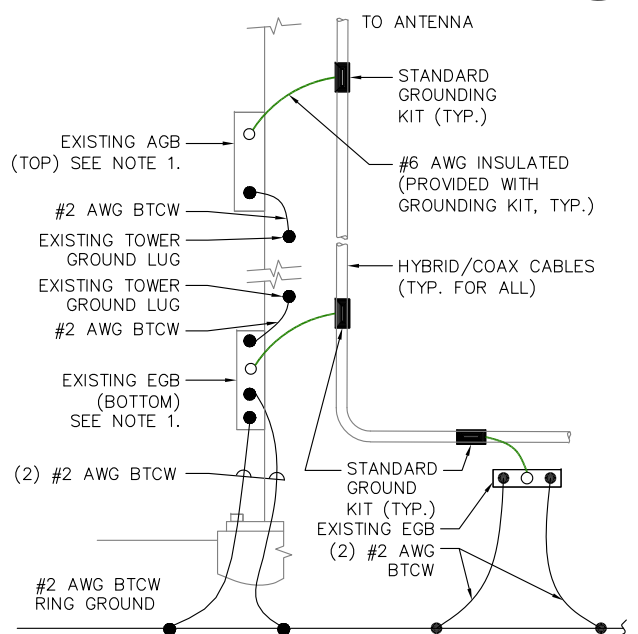 TO ANTENNA
STANDARD
GROUNDING
KIT (TYP.)
EXISTING AGB
(TOP) SEE NOTE 1.
#6 AWG INSULATED
(PROVIDED WITH
GROUNDING KIT, TYP.)
#2 AWG BTCW
EXISTING TOWER
GROUND LUG
HYBRID/COAX CABLES
(TYP. FOR ALL)
EXISTING TOWER
GROUND LUG
#2 AWG BTCW
EXISTING EGB
(BOTTOM)
SEE NOTE 1.
(2) #2 AWG BTCW
STANDARD
GROUND
KIT (TYP.)
EXISTING EGB
(2) #2 AWG
BTCW
#2 AWG BTCW
RING GROUND